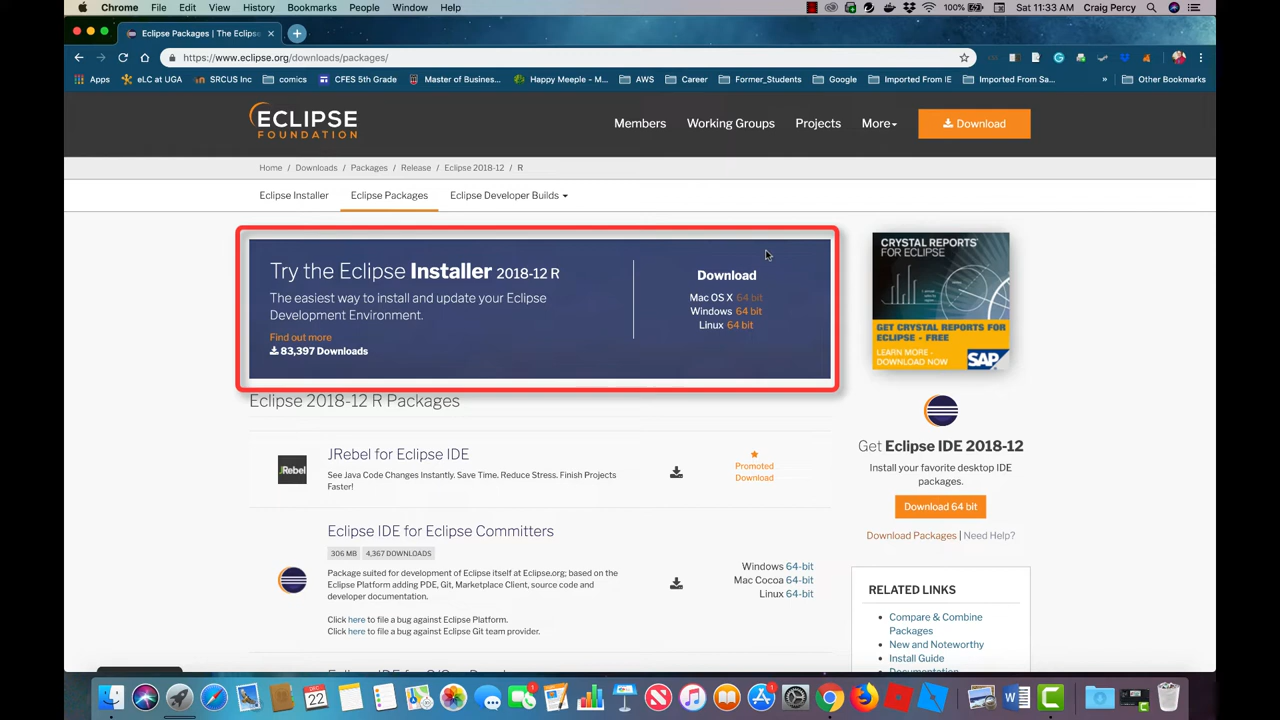 Chrome File Edit View History Bookmarks People Window Help
100% Sat 11:33 AM Craig Percy
Eclipse Packages | The Eclipse
https://www.eclipse.org/downloads/packages/
Apps eLC at UGA SRCUS Inc comics CFES 5th Grade Master of Busines... Happy Meeple - M... AWS Career Former_Students Google Imported From IE Imported From Sa... » Other Bookmarks
ECLIPSE
FOUNDATION
Members Working Groups Projects More Download
Home / Downloads / Packages / Release / Eclipse 2018-12 / R
Eclipse Installer Eclipse Packages Eclipse Developer Builds
Try the Eclipse Installer 2018-12 R
The easiest way to install and update your Eclipse
Development Environment.
Find out more
83,397 Downloads
Download
Mac OS X 64 bit
Windows 64 bit
Linux 64 bit
CRYSTAL REPORTS
FOR ECLIPSE
GET CRYSTAL REPORTS FOR
ECLIPSE - FREE
LEARN MORE -
DOWNLOAD NOW
SAP
Eclipse 2018-12 R Packages
JRebel
JRebel for Eclipse IDE
See Java Code Changes Instantly. Save Time. Reduce Stress. Finish Projects
Faster!
Promoted
Download
Eclipse IDE for Eclipse Committers
306 MB 4,367 DOWNLOADS
Package suited for development of Eclipse itself at Eclipse.org; based on the
Eclipse Platform adding PDE, Git, Marketplace Client, source code and
developer documentation.
Click here to file a bug against Eclipse Platform.
Click here to file a bug against Eclipse Git team provider.
Windows 64-bit
Mac Cocoa 64-bit
Linux 64-bit
Get Eclipse IDE 2018-12
Install your favorite desktop IDE
packages.
Download 64 bit
Download Packages | Need Help?
RELATED LINKS
Compare & Combine
Packages
New and Noteworthy
Install Guide
DEC
22